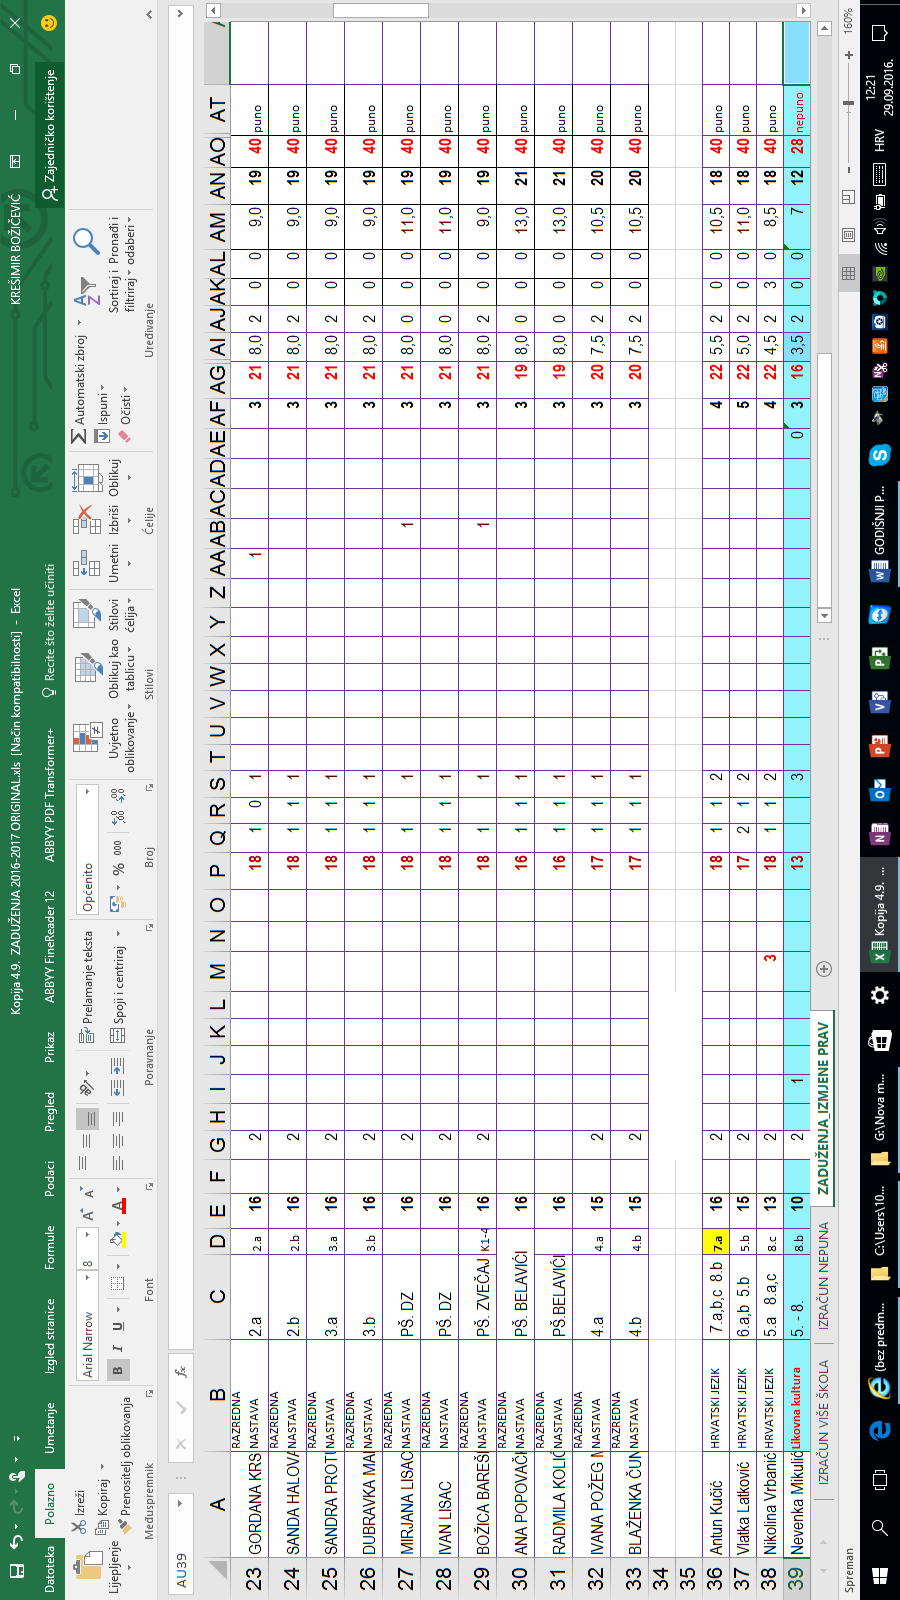 Kopija 4.9. ZADUŽENJA 2016-2017 ORIGINAL.xls [Način kompatibilnosti] - Excel
KREŠIMIR BOŽIČEVIĆ
Datoteka Polazno Umetanje Izgled stranice Formule Podaci Pregled Prikaz ABBYY FineReader 12 ABBYY PDF Transformer+ Recite što želite učiniti
Zajedničko korištenje
Lijepljenje
Izreži
Kopiraj
Prenositelj oblikovanja
Međuspremnik
Arial Narrow 8
B I U
Font
Prelamanje teksta
Spoji i centriraj
Poravnanje
Općenito
% 000
Broj
Uvjetno oblikovanje
Oblikuj kao tablicu
Stilovi ćelija
Stilovi
Umetni Izbriši Oblikuj
Ćelije
Automatski zbroj
Ispuni
Očisti
Sortiraj i filtriraj
Pronađi i odaberi
Uređivanje
AU39 fx
A B C D E F G H I J K L M N O P Q R S T U V W X Y Z AA AB AC AD AE AF AG AI AJ AK AL AM AN AO AT
23 GORDANA KRS RAZREDNA NASTAVA 2.a 2.a 16 2 18 1 0 1 1 3 21 8,0 2 0 0 9,0 19 40 puno
24 SANDA HALOVA RAZREDNA NASTAVA 2.b 2.b 16 2 18 1 1 1 3 21 8,0 2 0 0 9,0 19 40 puno
25 SANDRA PROTU RAZREDNA NASTAVA 3.a 3.a 16 2 18 1 1 1 3 21 8,0 2 0 0 9,0 19 40 puno
26 DUBRAVKA MAI RAZREDNA NASTAVA 3.b 3.b 16 2 18 1 1 1 3 21 8,0 2 0 0 9,0 19 40 puno
27 MIRJANA LISAC RAZREDNA NASTAVA PŠ. DZ 16 2 18 1 1 1 1 3 21 8,0 0 0 0 11,0 19 40 puno
28 IVAN LISAC RAZREDNA NASTAVA PŠ. DZ 16 2 18 1 1 1 3 21 8,0 0 0 0 11,0 19 40 puno
29 BOŽICA BAREŠI RAZREDNA NASTAVA PŠ. ZVEČAJ K1-4 16 2 18 1 1 1 1 3 21 8,0 2 0 0 9,0 19 40 puno
30 ANA POPOVAČK RAZREDNA NASTAVA PŠ. BELAVIĆI 16 16 1 1 1 3 19 8,0 0 0 0 13,0 21 40 puno
31 RADMILA KOLIĆ RAZREDNA NASTAVA PŠ.BELAVIĆI 16 16 1 1 1 3 19 8,0 0 0 0 13,0 21 40 puno
32 IVANA POŽEG RAZREDNA NASTAVA 4.a 4.a 15 2 17 1 1 1 3 20 7,5 2 0 0 10,5 20 40 puno
33 BLAŽENKA ČUN RAZREDNA NASTAVA 4.b 4.b 15 2 17 1 1 1 3 20 7,5 2 0 0 10,5 20 40 puno
34
35
36 Antun Kučić HRVATSKI JEZIK 7.a,b,c 8.b 7.a 16 2 18 1 1 2 4 22 5,5 2 0 0 10,5 18 40 puno
37 Vlatka Latković HRVATSKI JEZIK 6.a,b 5.b 5.b 15 2 17 2 1 2 5 22 5,0 2 0 0 11,0 18 40 puno
38 Nikolina Vrbanić HRVATSKI JEZIK 5.a 8.a,c 8.c 13 2 3 18 1 1 2 4 22 4,5 2 3 0 8,5 18 40 puno
39 Nevenka Mikulić Likovna kultura 5. - 8. 8.b 10 2 1 13 3 0 3 16 3,5 2 0 0 7 12 28 nepuno
IZRAČUN VIŠE ŠKOLA IZRAČUN NEPUNA ZADUŽENJA_IZMJENE PRAV
Spreman
160%
(bez predm...
C:\Users\10...
G:\Nova m...
Kopija 4.9. ...
GODIŠNJI P...
HRV
12:21
29.09.2016.